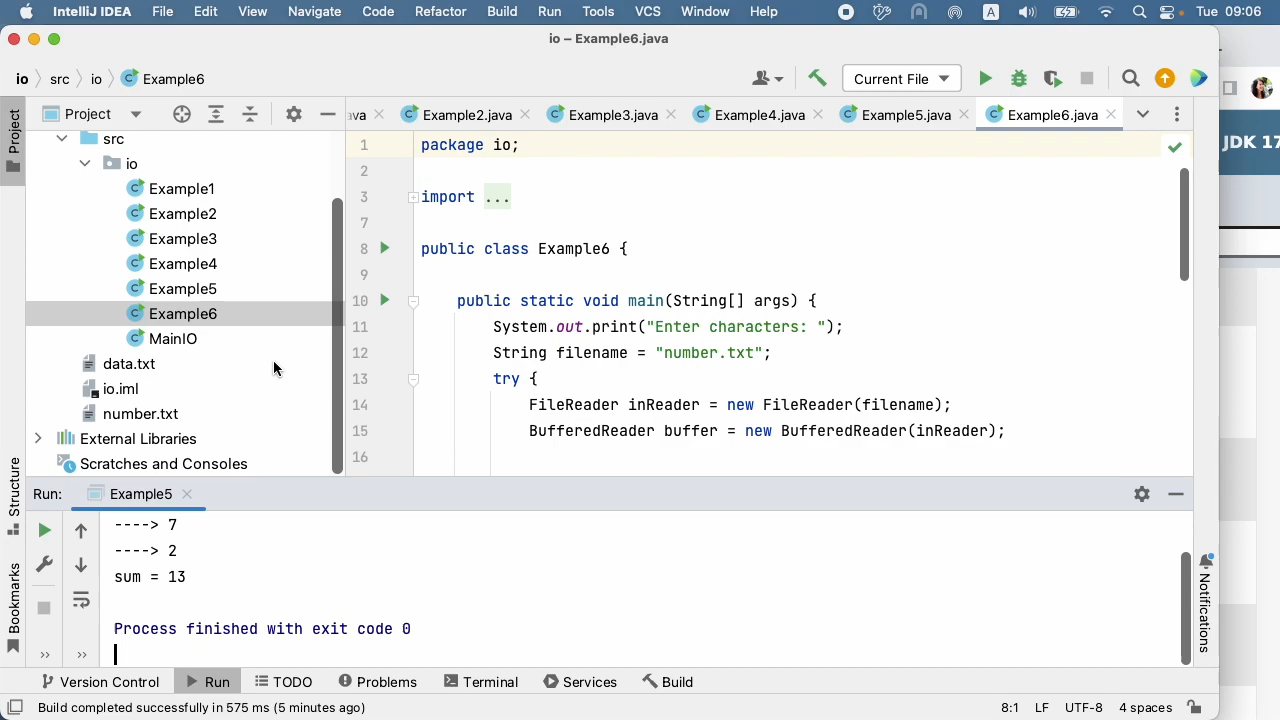 IntelliJ IDEA File Edit View Navigate Code Refactor Build Run Tools VCS Window Help A Tue 09:06
io – Example6.java
io src io Example6 Current File
Project Project va Example2.java Example3.java Example4.java Example5.java Example6.java
src
io
Example1
Example2
Example3
Example4
Example5
Example6
MainIO
data.txt
io.iml
number.txt
External Libraries
Scratches and Consoles
1 package io;
2
3 import ...
7
8 public class Example6 {
9
10 public static void main(String[] args) {
11 System.out.print("Enter characters: ");
12 String filename = "number.txt";
13 try {
14 FileReader inReader = new FileReader(filename);
15 BufferedReader buffer = new BufferedReader(inReader);
16
JDK 17
Structure
Bookmarks
Notifications
Run: Example5
----> 7
----> 2
sum = 13
Process finished with exit code 0
Version Control Run TODO Problems Terminal Services Build
Build completed successfully in 575 ms (5 minutes ago) 8:1 LF UTF-8 4 spaces